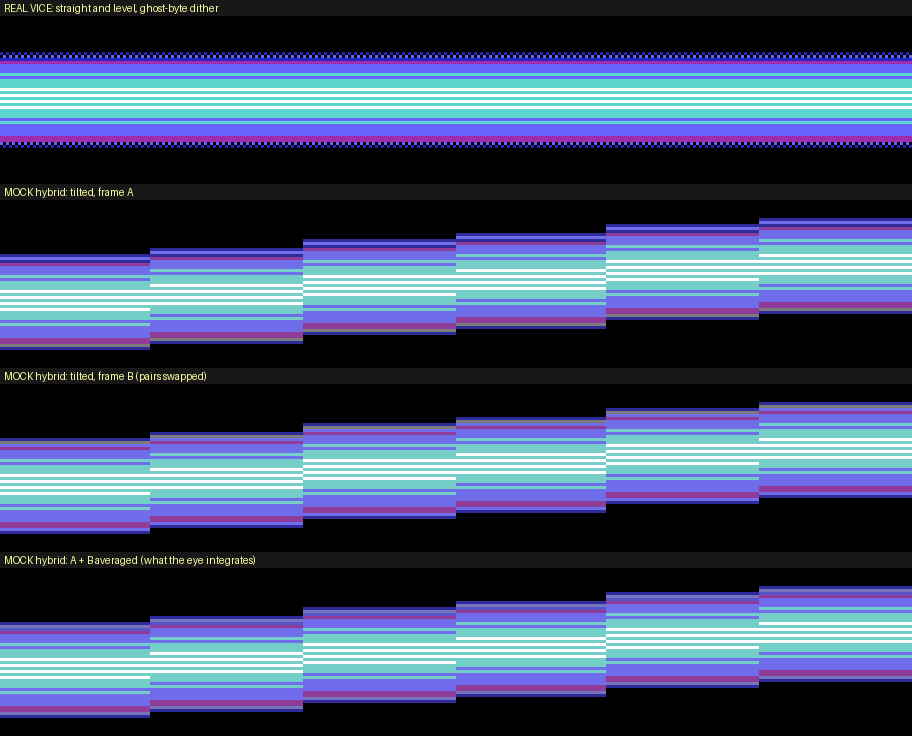 REAL VICE: straight and level, ghost-byte dither
MOCK hybrid: tilted, frame A
MOCK hybrid: tilted, frame B (pairs swapped)
MOCK hybrid: A + B averaged (what the eye integrates)